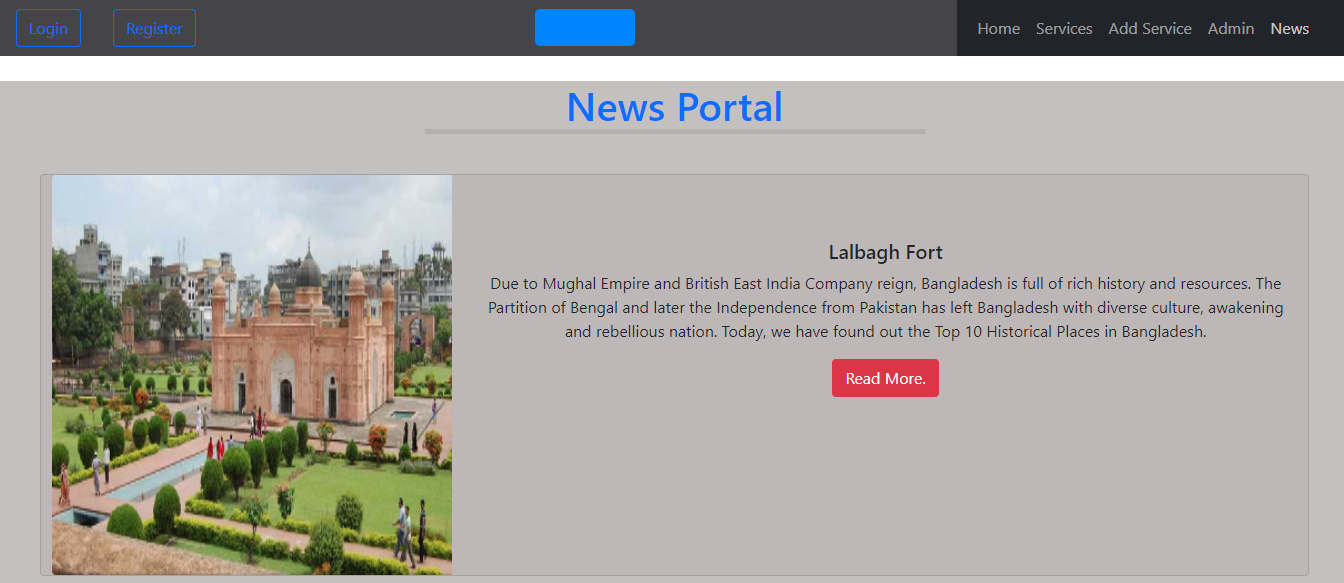 Login
Register
Home
Services
Add Service
Admin
News
News Portal
Lalbagh Fort
Due to Mughal Empire and British East India Company reign, Bangladesh is full of rich history and resources. The
Partition of Bengal and later the Independence from Pakistan has left Bangladesh with diverse culture, awakening
and rebellious nation. Today, we have found out the Top 10 Historical Places in Bangladesh.
Read More.